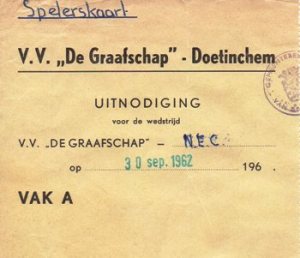 Spelerskaart
V.V. „De Graafschap" - Doetinchem
UITNODIGING
voor de wedstrijd
V.V. „DE GRAAFSCHAP" – N.E.C.
op 30 sep. 1962 196 .
VAK A